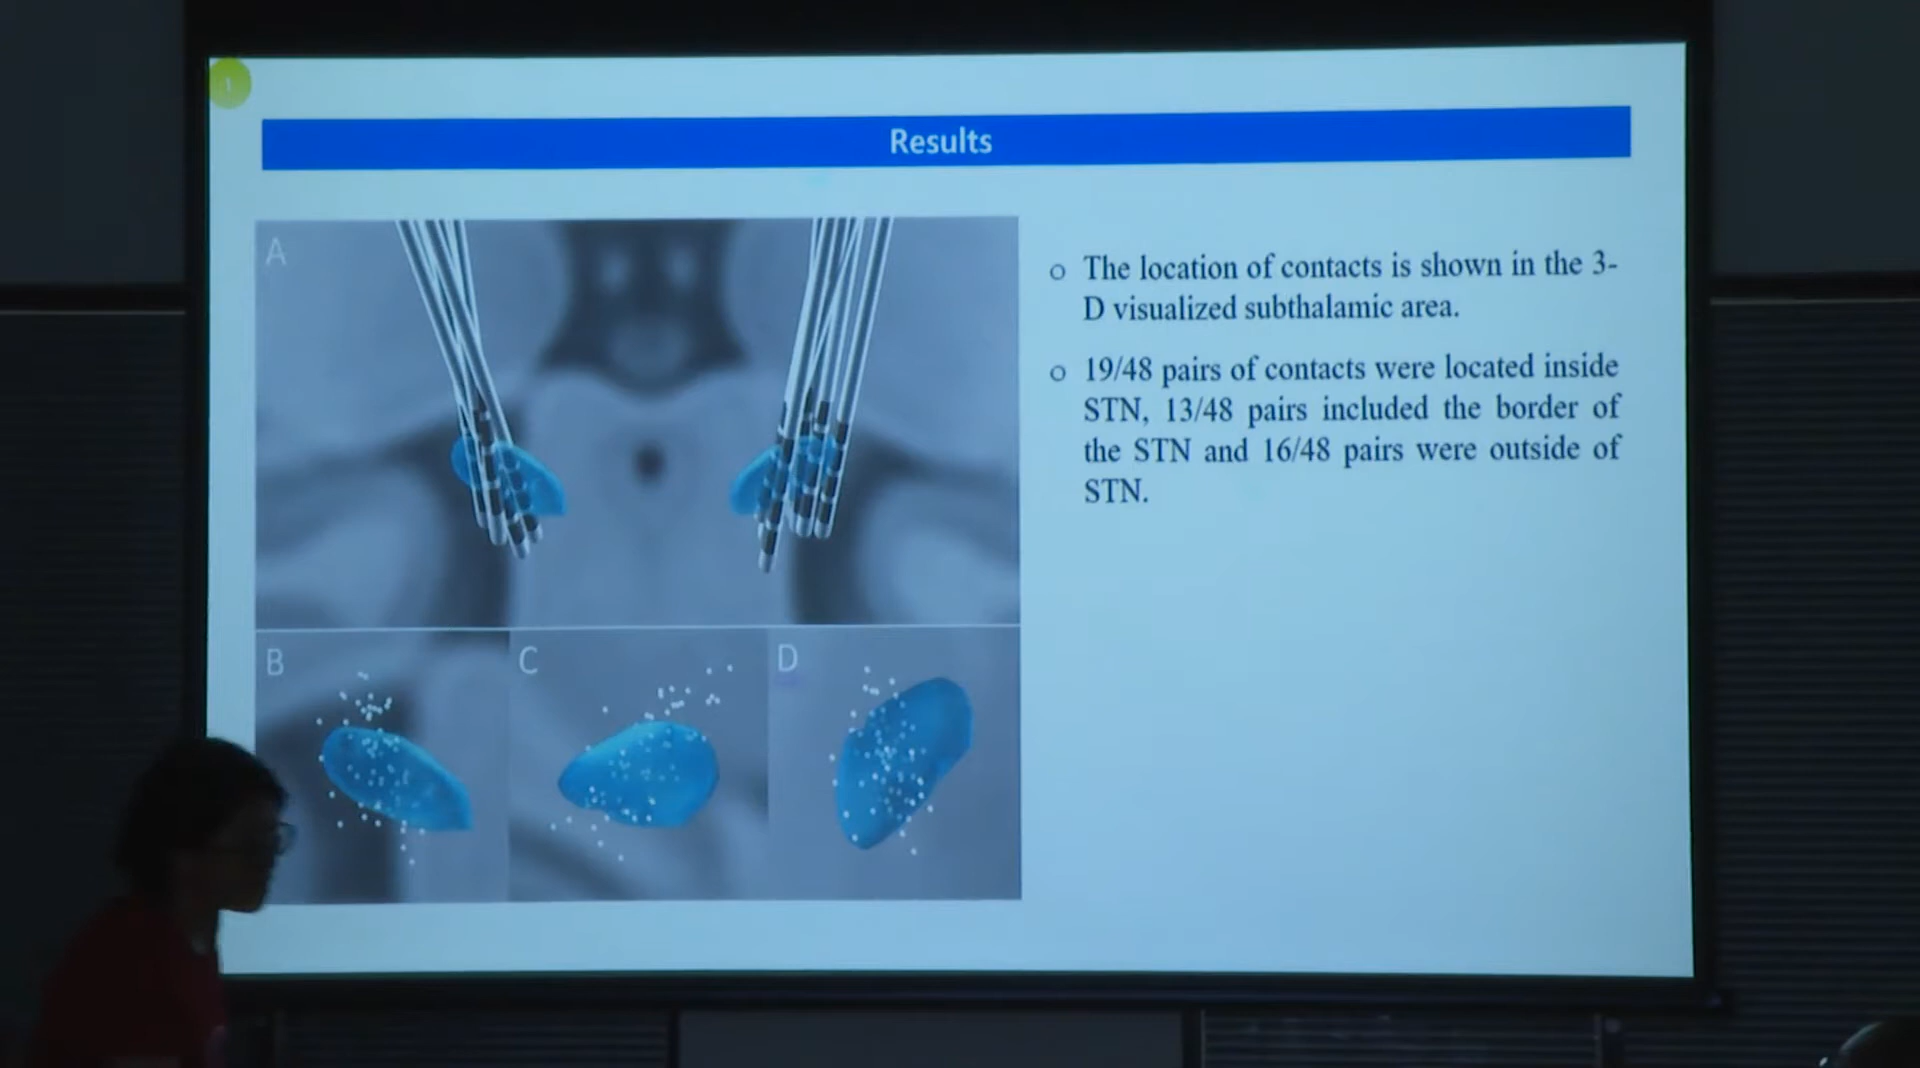 1
Results
A
○ The location of contacts is shown in the 3-
D visualized subthalamic area.
○ 19/48 pairs of contacts were located inside
STN, 13/48 pairs included the border of
the STN and 16/48 pairs were outside of
STN.
B
C
D